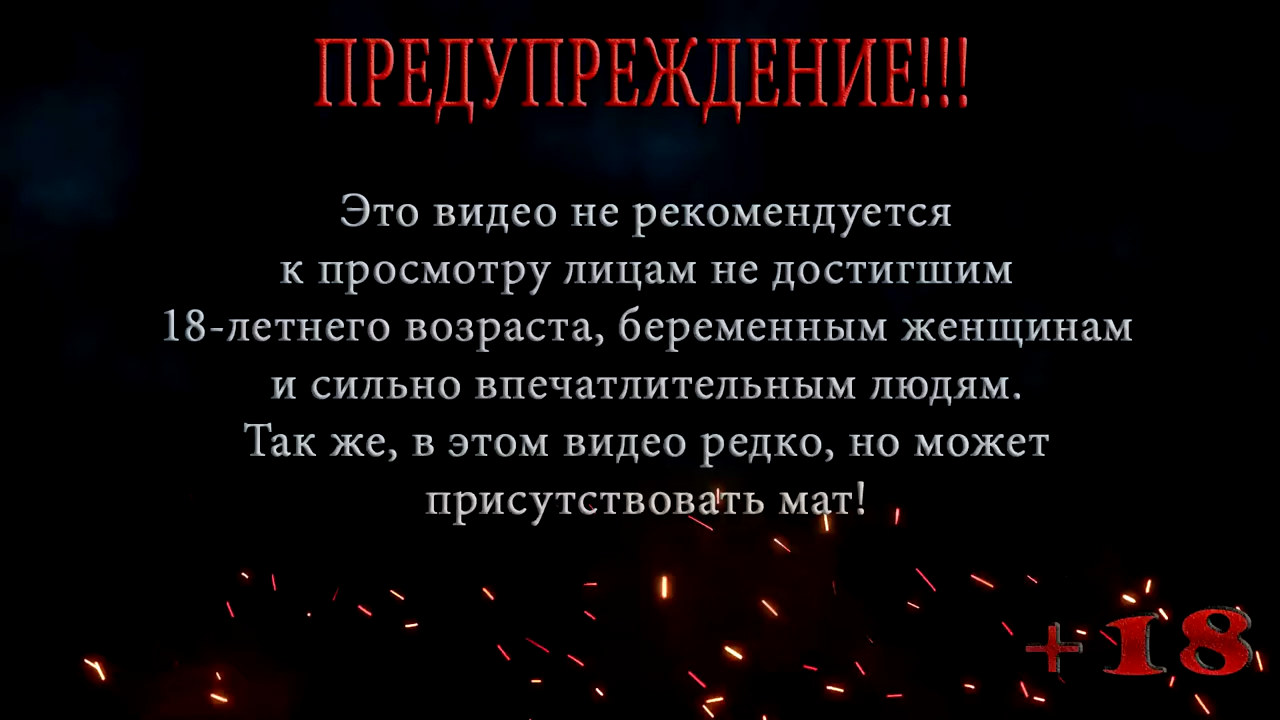 ПРЕДУПРЕЖДЕНИЕ!!!
Это видео не рекомендуется
к просмотру лицам не достигшим
18-летнего возраста, беременным женщинам
и сильно впечатлительным людям.
Так же, в этом видео редко, но может
присутствовать мат!
+18